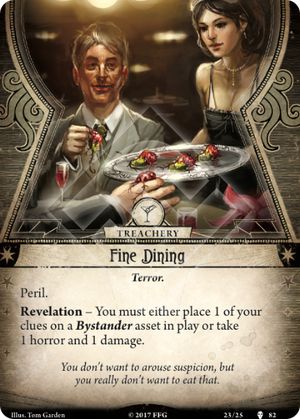 TREACHERY
Fine Dining
Terror.
Peril.
Revelation – You must either place 1 of your
clues on a Bystander asset in play or take
1 horror and 1 damage.
You don't want to arouse suspicion, but
you really don't want to eat that.
Illus. Tom Garden © 2017 FFG 23/25 82